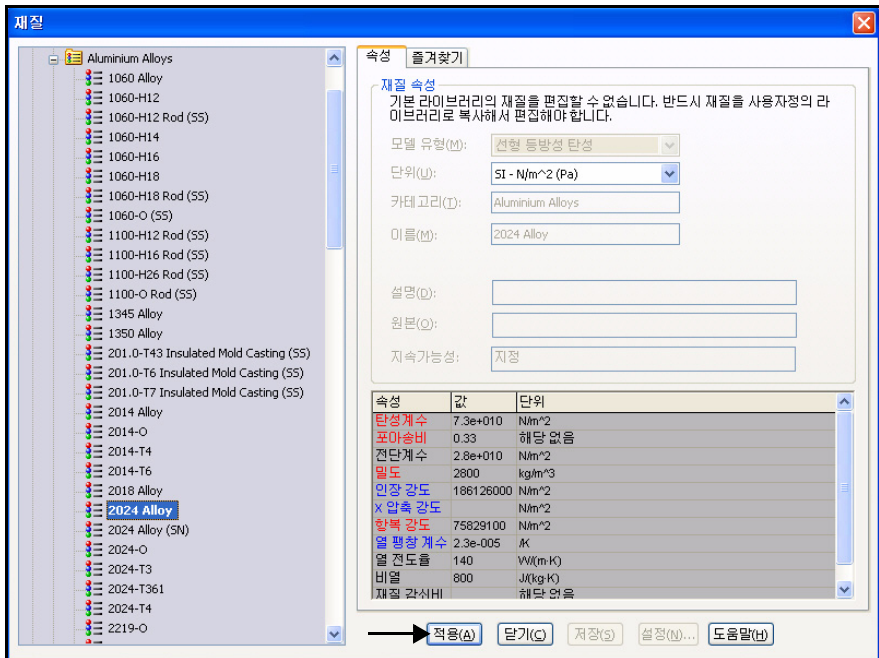 재질
Aluminium Alloys
1060 Alloy
1060-H12
1060-H12 Rod (SS)
1060-H14
1060-H16
1060-H18
1060-H18 Rod (SS)
1060-O (SS)
1100-H12 Rod (SS)
1100-H16 Rod (SS)
1100-H26 Rod (SS)
1100-O Rod (SS)
1345 Alloy
1350 Alloy
201.0-T43 Insulated Mold Casting (SS)
201.0-T6 Insulated Mold Casting (SS)
201.0-T7 Insulated Mold Casting (SS)
2014 Alloy
2014-O
2014-T4
2014-T6
2018 Alloy
2024 Alloy
2024 Alloy (SN)
2024-O
2024-T3
2024-T361
2024-T4
2219-O
속성 즐겨찾기
재질 속성
기본 라이브러리의 재질을 편집할 수 없습니다. 반드시 재질을 사용자정의 라
이브러리로 복사해서 편집해야 합니다.
모델 유형(M): 선형 등방성 탄성
단위(U): SI - N/m^2 (Pa)
카테고리(T): Aluminium Alloys
이름(M): 2024 Alloy
설명(D):
원본(O):
지속가능성: 지정
속성 값 단위
탄성계수 7.3e+010 N/m^2
포아송비 0.33 해당 없음
전단계수 2.8e+010 N/m^2
밀도 2800 kg/m^3
인장 강도 186126000 N/m^2
X 압축 강도 N/m^2
항복 강도 75829100 N/m^2
열 팽창 계수 2.3e-005 /K
열 전도율 140 W/(m·K)
비열 800 J/(kg·K)
재질 감쇠비 해당 없음
적용(A) 닫기(C) 저장(S) 설정(N)... 도움말(H)